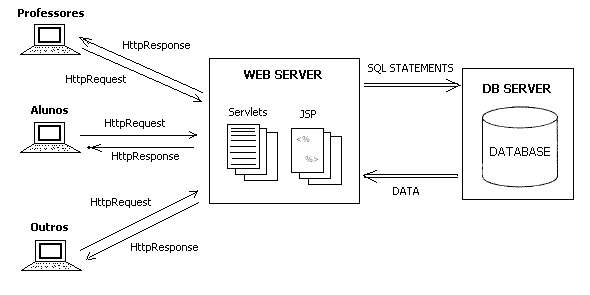 Professores
HttpResponse
HttpRequest
Alunos
HttpRequest
HttpResponse
Outros
HttpRequest
HttpResponse
WEB SERVER
Servlets
JSP
<%
%>
SQL STATEMENTS
DATA
DB SERVER
DATABASE